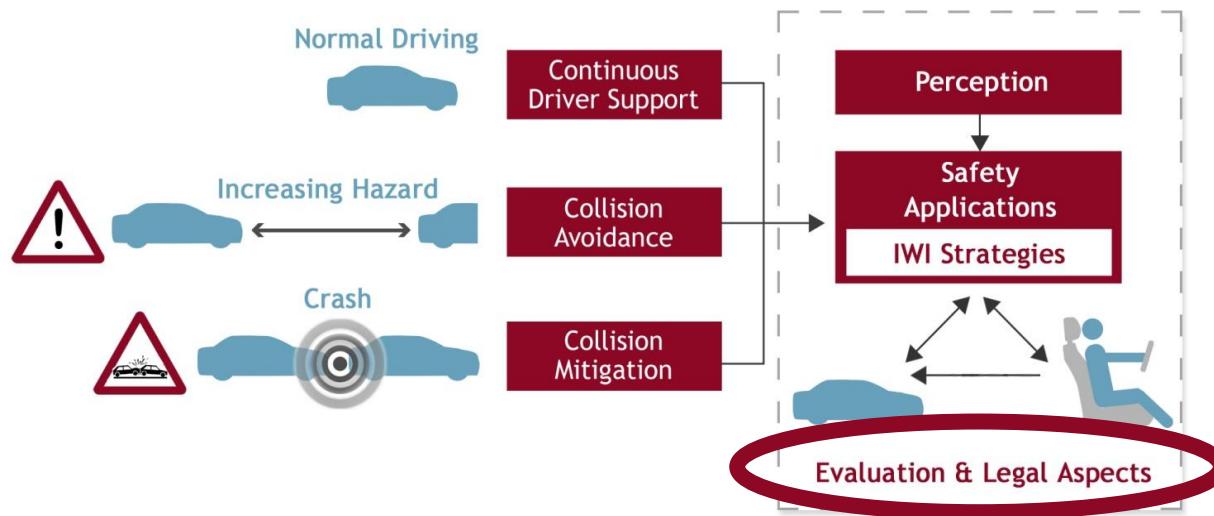 Normal Driving
Continuous
Driver Support
Perception
Increasing Hazard
!
Collision
Avoidance
Safety
Applications
IWI Strategies
Crash
Collision
Mitigation
Evaluation & Legal Aspects